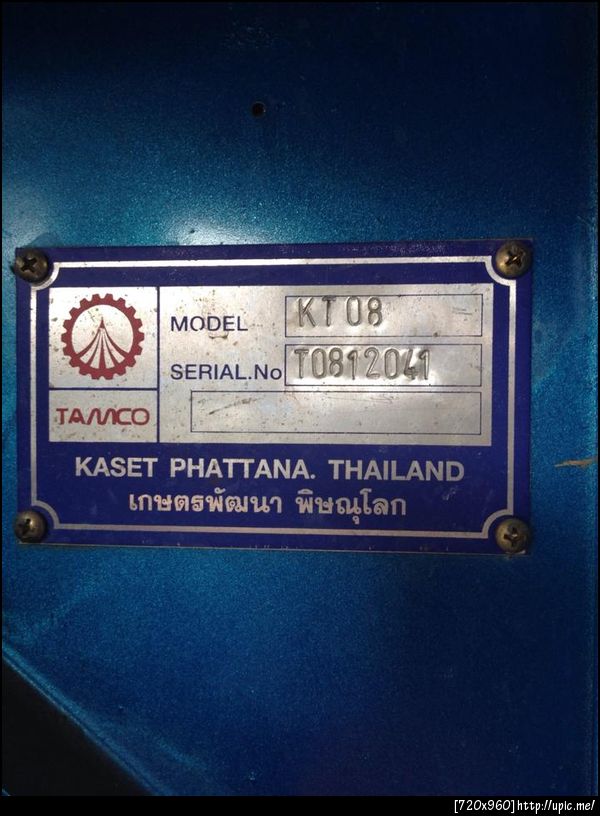 MODEL KT08
SERIAL.No T0812041
TAMCO
KASET PHATTANA. THAILAND
เกษตรพัฒนา พิษณุโลก
[720x960]http://upic.me/